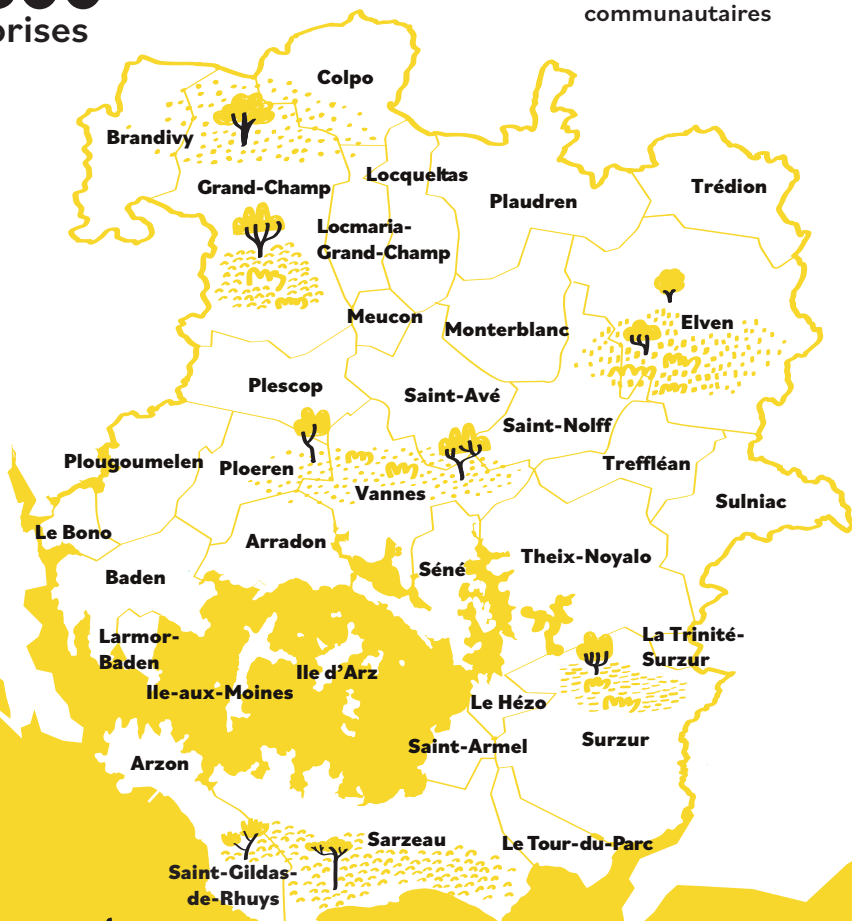 communautaires
Colpo
Brandivy
Locqueltas
Grand-Champ
Trédion
Plaudren
Locmaria-
Grand-Champ
Meucon
Monterblanc
Elven
Plescop
Saint-Avé
Saint-Nolff
Plougoumelen
Ploeren
Treffléan
Vannes
Sulniac
Le Bono
Arradon
Theix-Noyalo
Séné
Baden
Larmor-
Baden
La Trinité-
Surzur
Ile d'Arz
Ile-aux-Moines
Le Hézo
Saint-Armel
Surzur
Arzon
Sarzeau
Le Tour-du-Parc
Saint-Gildas-
de-Rhuys